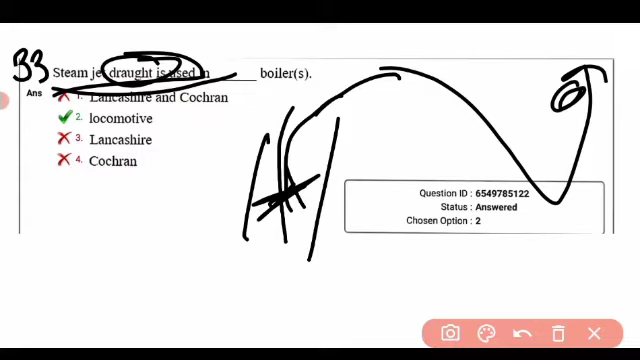 33
Steam jet draught is used in ______ boiler(s).
Ans
1. Lancashire and Cochran
2. locomotive
3. Lancashire
4. Cochran
Question ID : 6549785122
Status : Answered
Chosen Option : 2